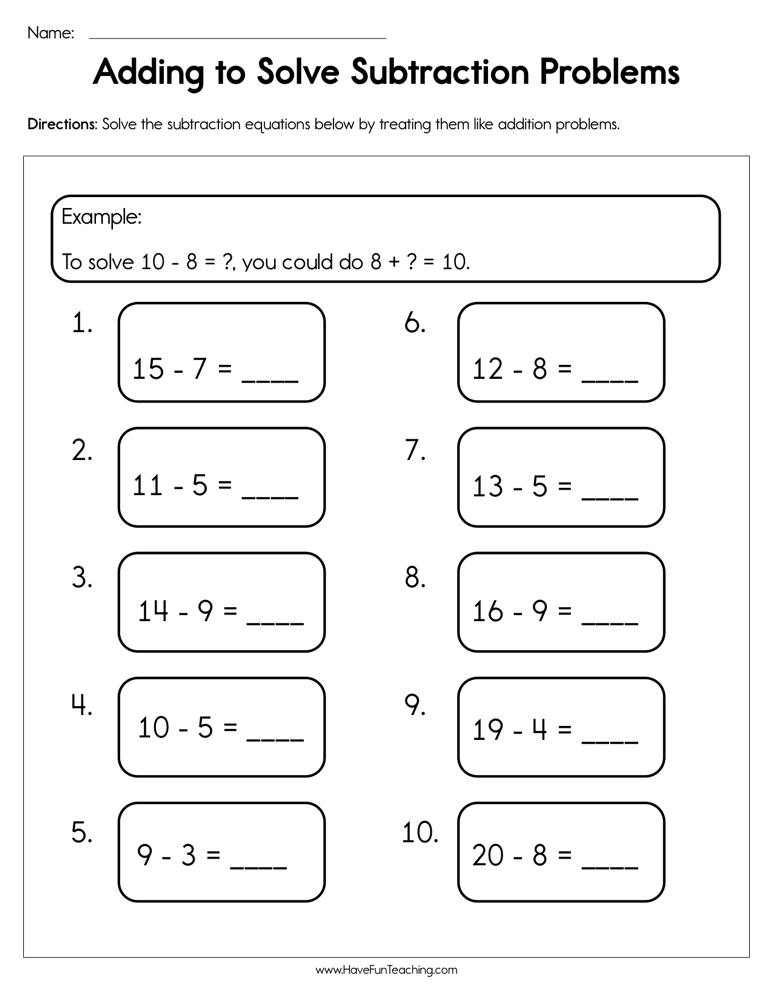 Name: ____________________
Adding to Solve Subtraction Problems
Directions: Solve the subtraction equations below by treating them like addition problems.
Example:
To solve 10 - 8 = ?, you could do 8 + ? = 10.
1. 15 - 7 = ____
2. 11 - 5 = ____
3. 14 - 9 = ____
4. 10 - 5 = ____
5. 9 - 3 = ____
6. 12 - 8 = ____
7. 13 - 5 = ____
8. 16 - 9 = ____
9. 19 - 4 = ____
10. 20 - 8 = ____
www.HaveFunTeaching.com